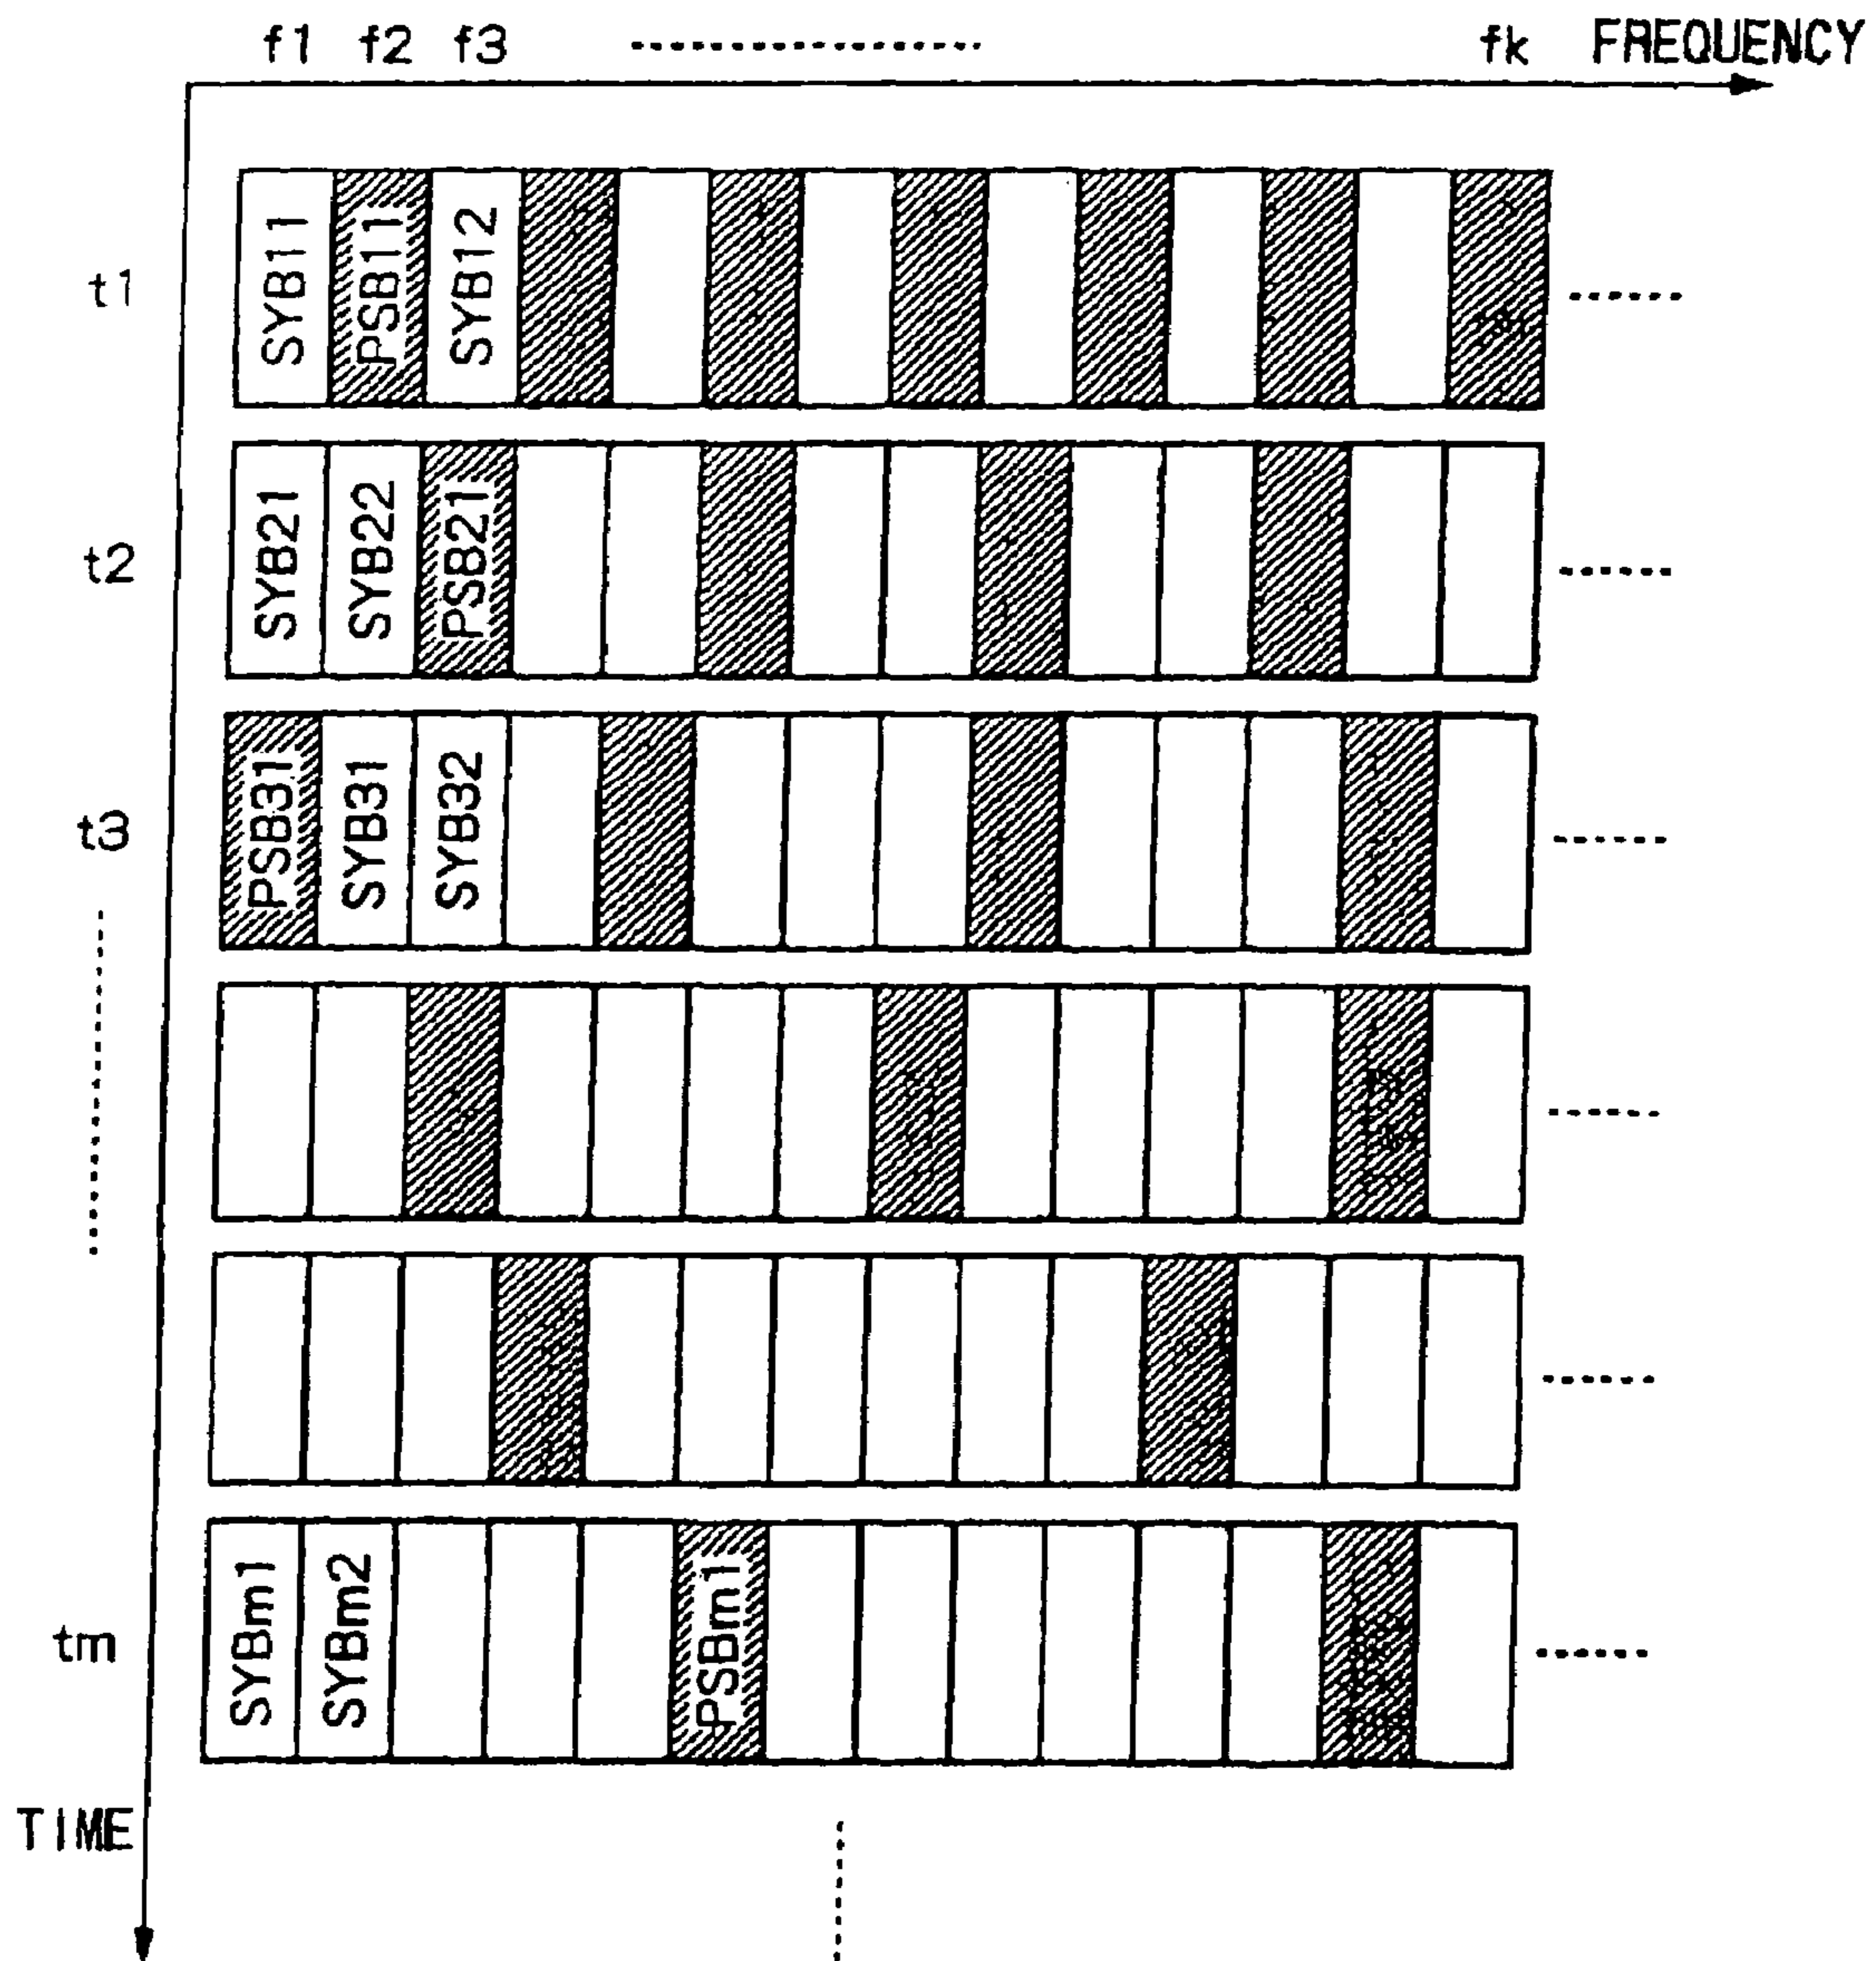 f1 f2 f3 fk FREQUENCY
t1 SYB11 PSB11 SYB12
t2 SYB21 SYB22 PSB21
t3 PSB31 SYB31 SYB32
tm SYBm1 SYBm2 PSBm1
TIME